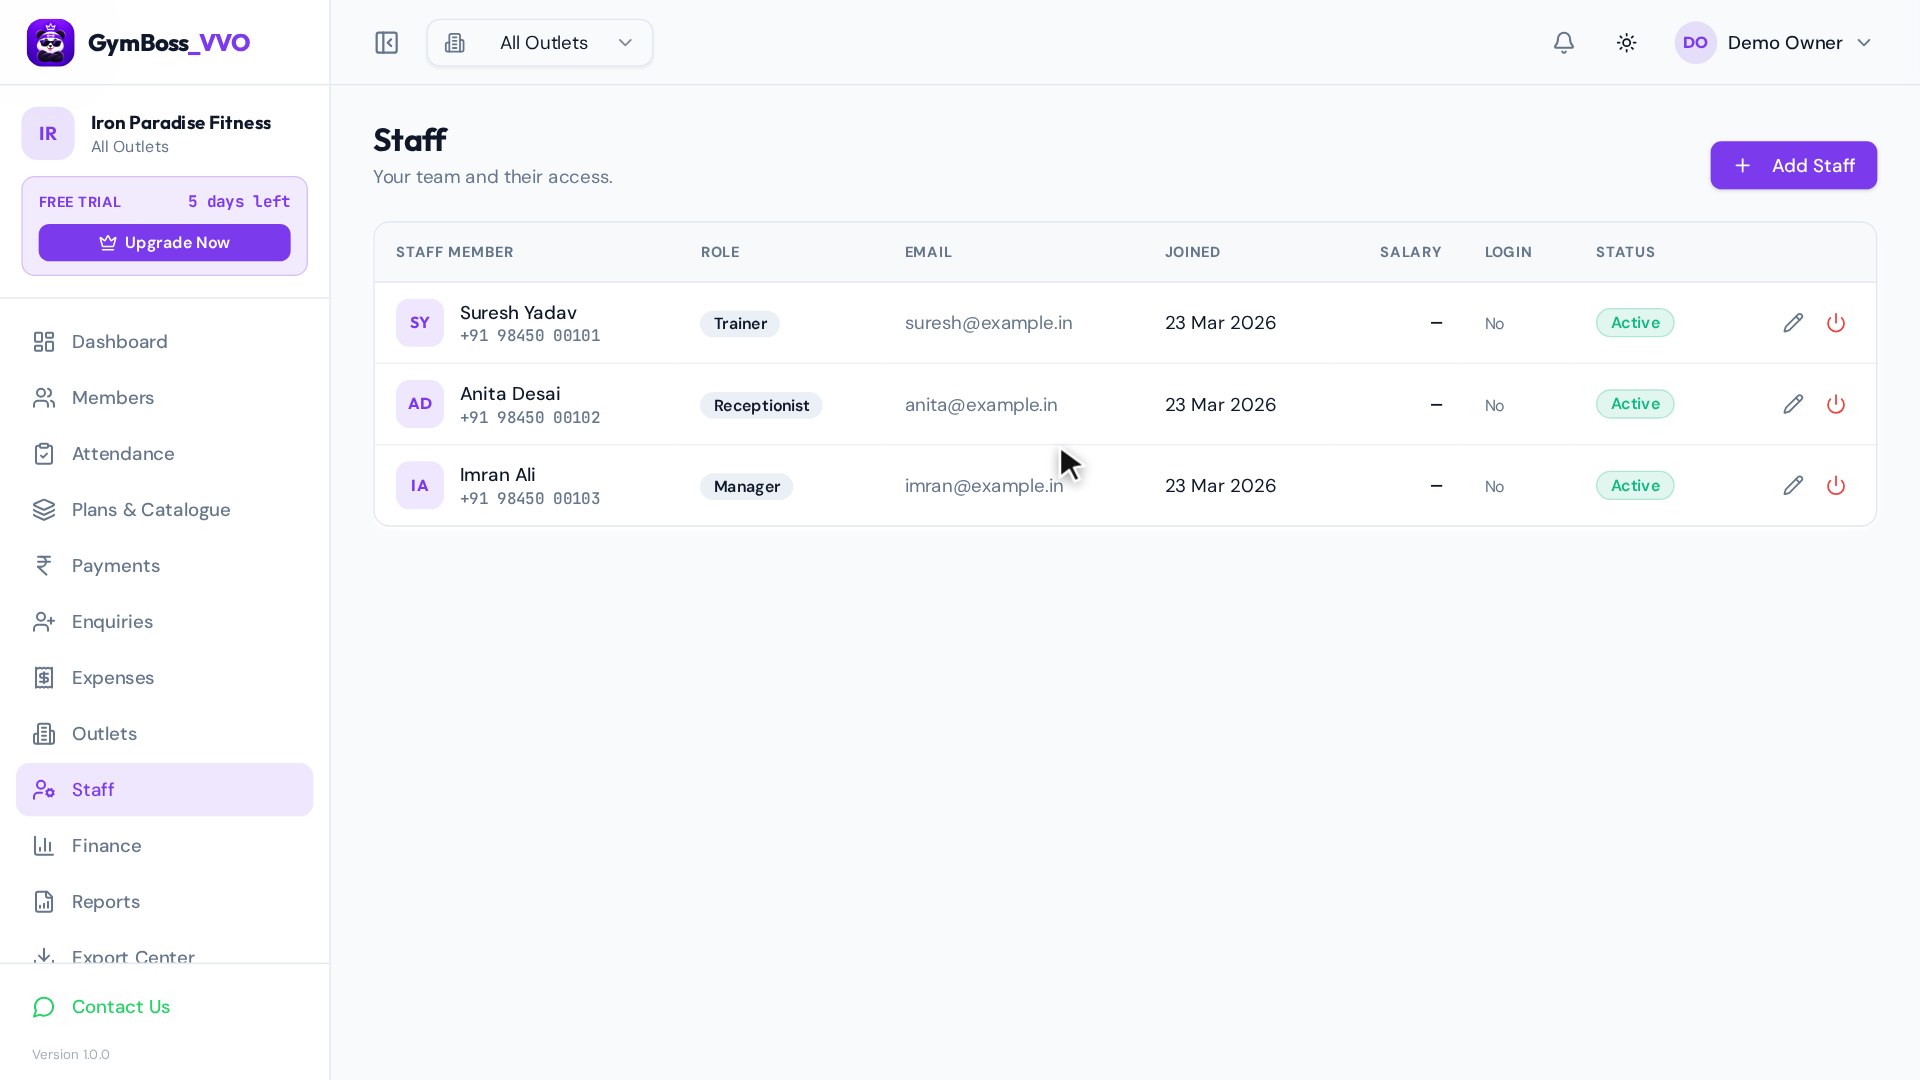 GymBoss_VVO
All Outlets
DO
Demo Owner
IR
Iron Paradise Fitness
All Outlets
FREE TRIAL
5 days left
Upgrade Now
Dashboard
Members
Attendance
Plans & Catalogue
Payments
Enquiries
Expenses
Outlets
Staff
Finance
Reports
Export Center
Contact Us
Version 1.0.0
Staff
Your team and their access.
Add Staff
STAFF MEMBER ROLE EMAIL JOINED SALARY LOGIN STATUS
SY Suresh Yadav
+91 98450 00101
Trainer suresh@example.in 23 Mar 2026 – No Active
AD Anita Desai
+91 98450 00102
Receptionist anita@example.in 23 Mar 2026 – No Active
IA Imran Ali
+91 98450 00103
Manager imran@example.in 23 Mar 2026 – No Active